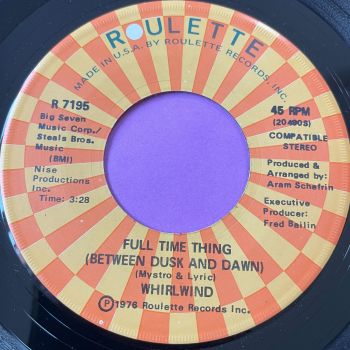 ROULETTE
MADE IN U.S.A. BY ROULETTE RECORDS, INC.
R 7195
Big Seven
Music Corp./
Steals Bros.
Music
(BMI)
Nise
Productions
Inc.
Time: 3:28
45 RPM
(20490S)
COMPATIBLE
STEREO
Produced &
Arranged by:
Aram Schefrin
Executive
Producer:
Fred Bailin
FULL TIME THING
(BETWEEN DUSK AND DAWN)
(Mystro & Lyric)
WHIRLWIND
Ⓟ1976 Roulette Records Inc.